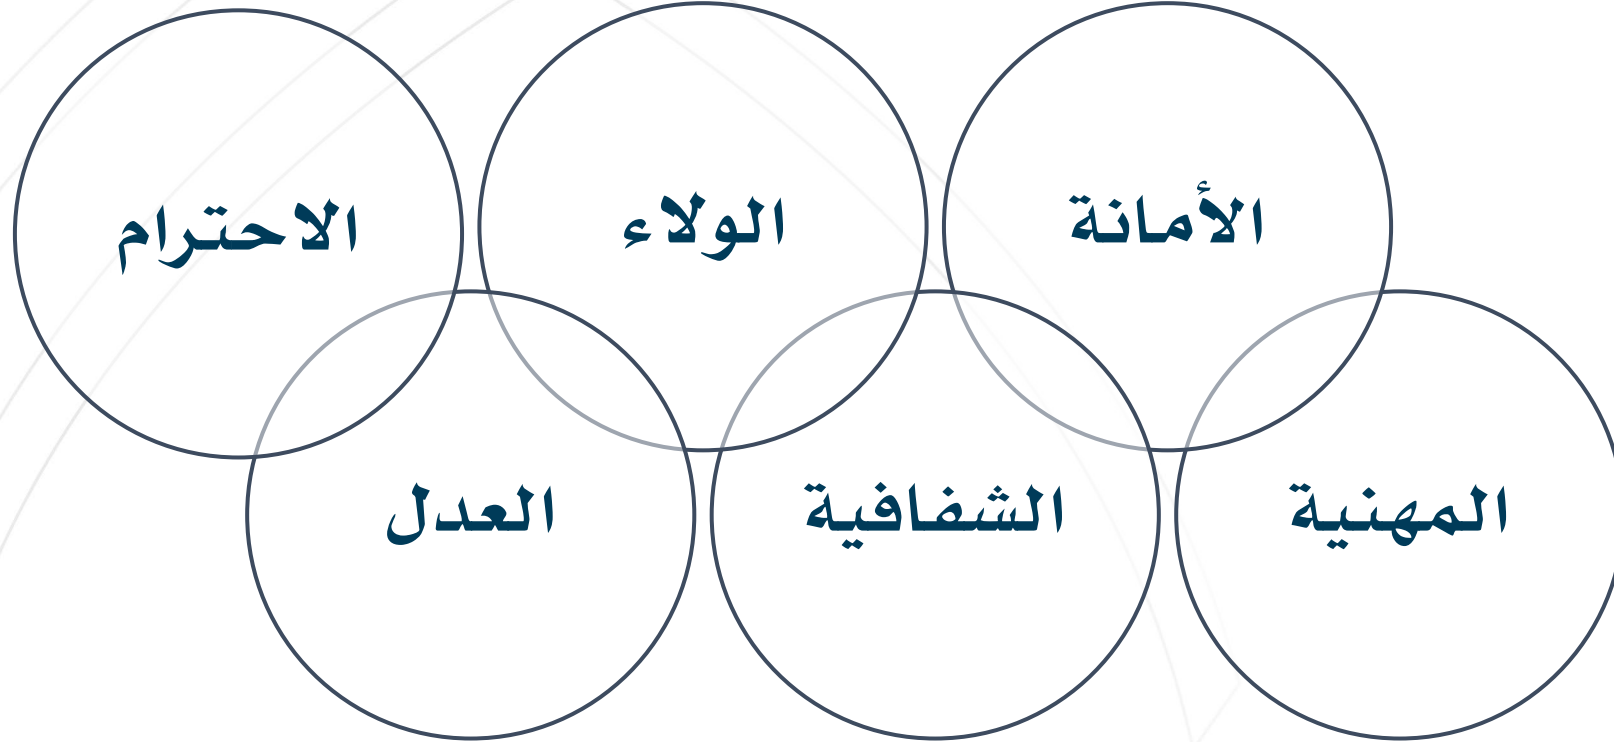 الأمانة
الولاء
الاحترام
المهنية
الشفافية
العدل